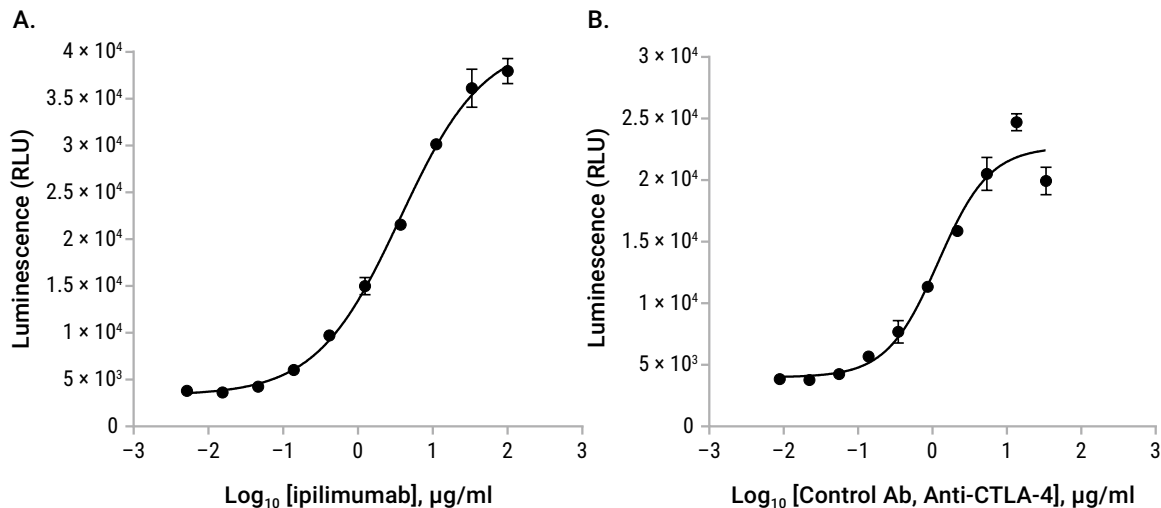 A.
Luminescence (RLU)
4 × 10⁴
3.5 × 10⁴
3 × 10⁴
2.5 × 10⁴
2 × 10⁴
1.5 × 10⁴
1 × 10⁴
5 × 10³
0
−3 −2 −1 0 1 2 3
Log₁₀ [ipilimumab], μg/ml
B.
Luminescence (RLU)
3 × 10⁴
2.5 × 10⁴
2 × 10⁴
1.5 × 10⁴
1 × 10⁴
5 × 10³
0
−3 −2 −1 0 1 2 3
Log₁₀ [Control Ab, Anti-CTLA-4], μg/ml